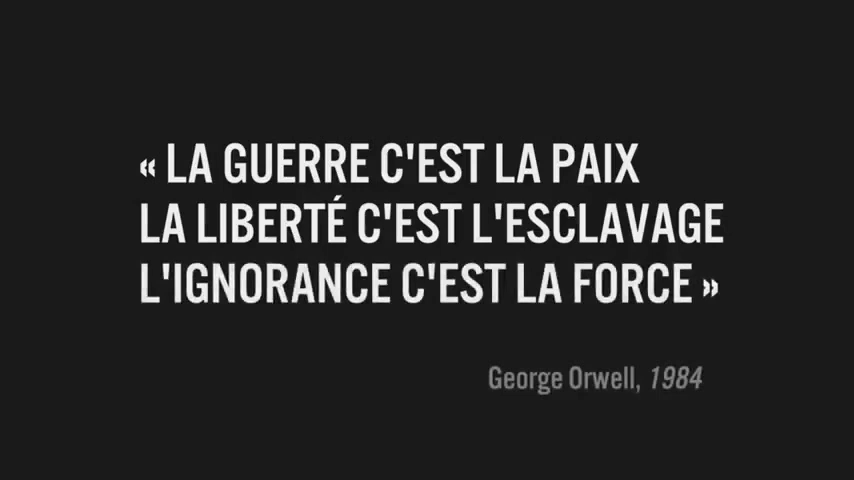 « LA GUERRE C'EST LA PAIX
LA LIBERTÉ C'EST L'ESCLAVAGE
L'IGNORANCE C'EST LA FORCE »
George Orwell, 1984